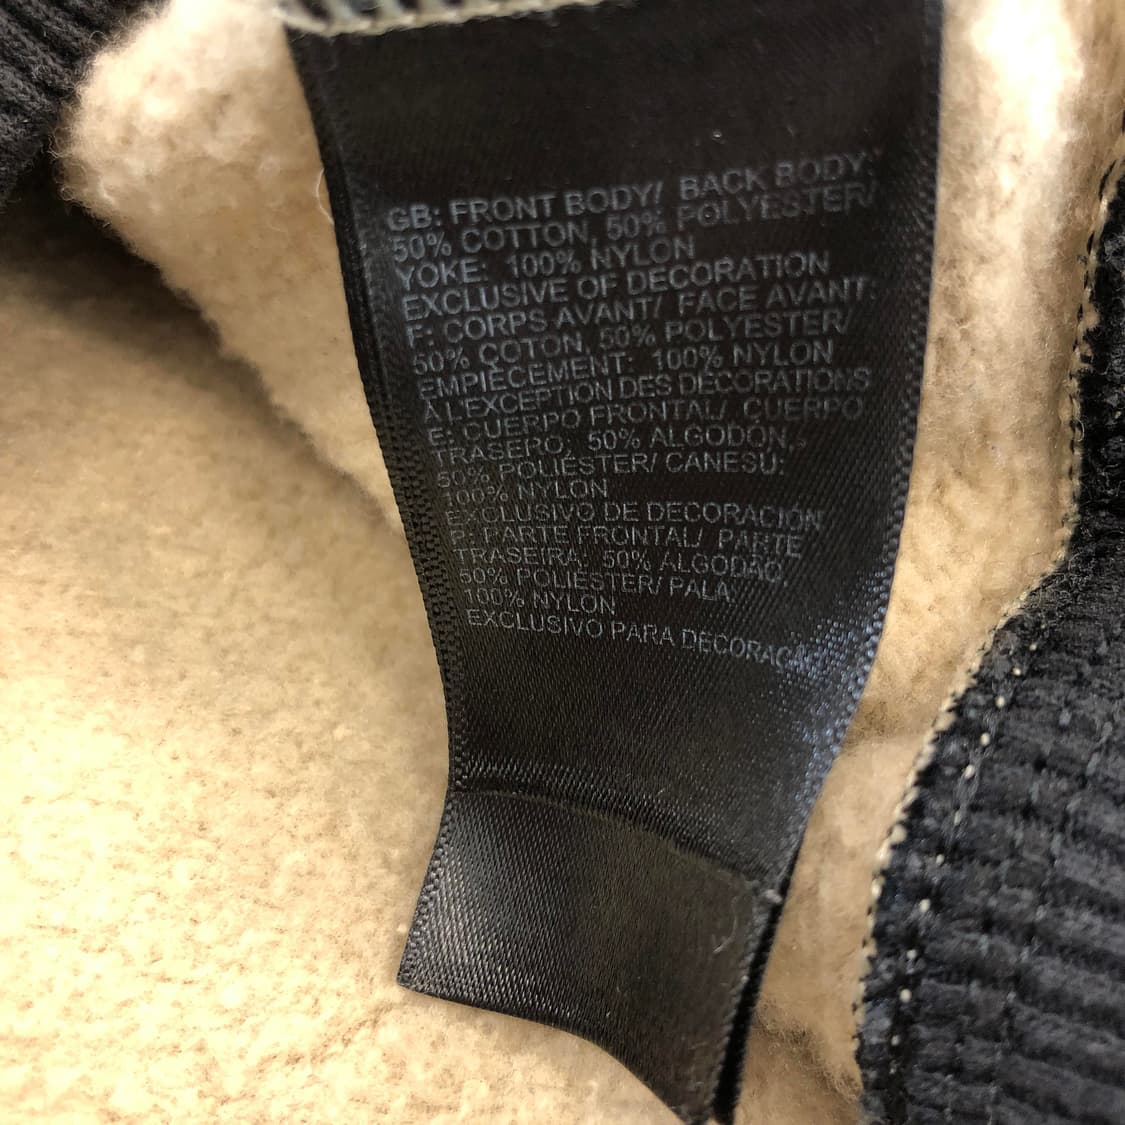 GB: FRONT BODY/ BACK BODY:
50% COTTON, 50% POLYESTER/
YOKE: 100% NYLON
EXCLUSIVE OF DECORATION
F: CORPS AVANT/ FACE AVANT:
50% COTON, 50% POLYESTER/
EMPIÈCEMENT: 100% NYLON
À L'EXCEPTION DES DÉCORATIONS
E: CUERPO FRONTAL/ CUERPO
TRASERO: 50% ALGODÓN,
50% POLIÉSTER/ CANESÚ:
100% NYLON
EXCLUSIVO DE DECORACIÓN
P: PARTE FRONTAL/ PARTE
TRASEIRA: 50% ALGODÃO,
50% POLIÉSTER/ PALA:
100% NYLON
EXCLUSIVO PARA DECORAÇÃO